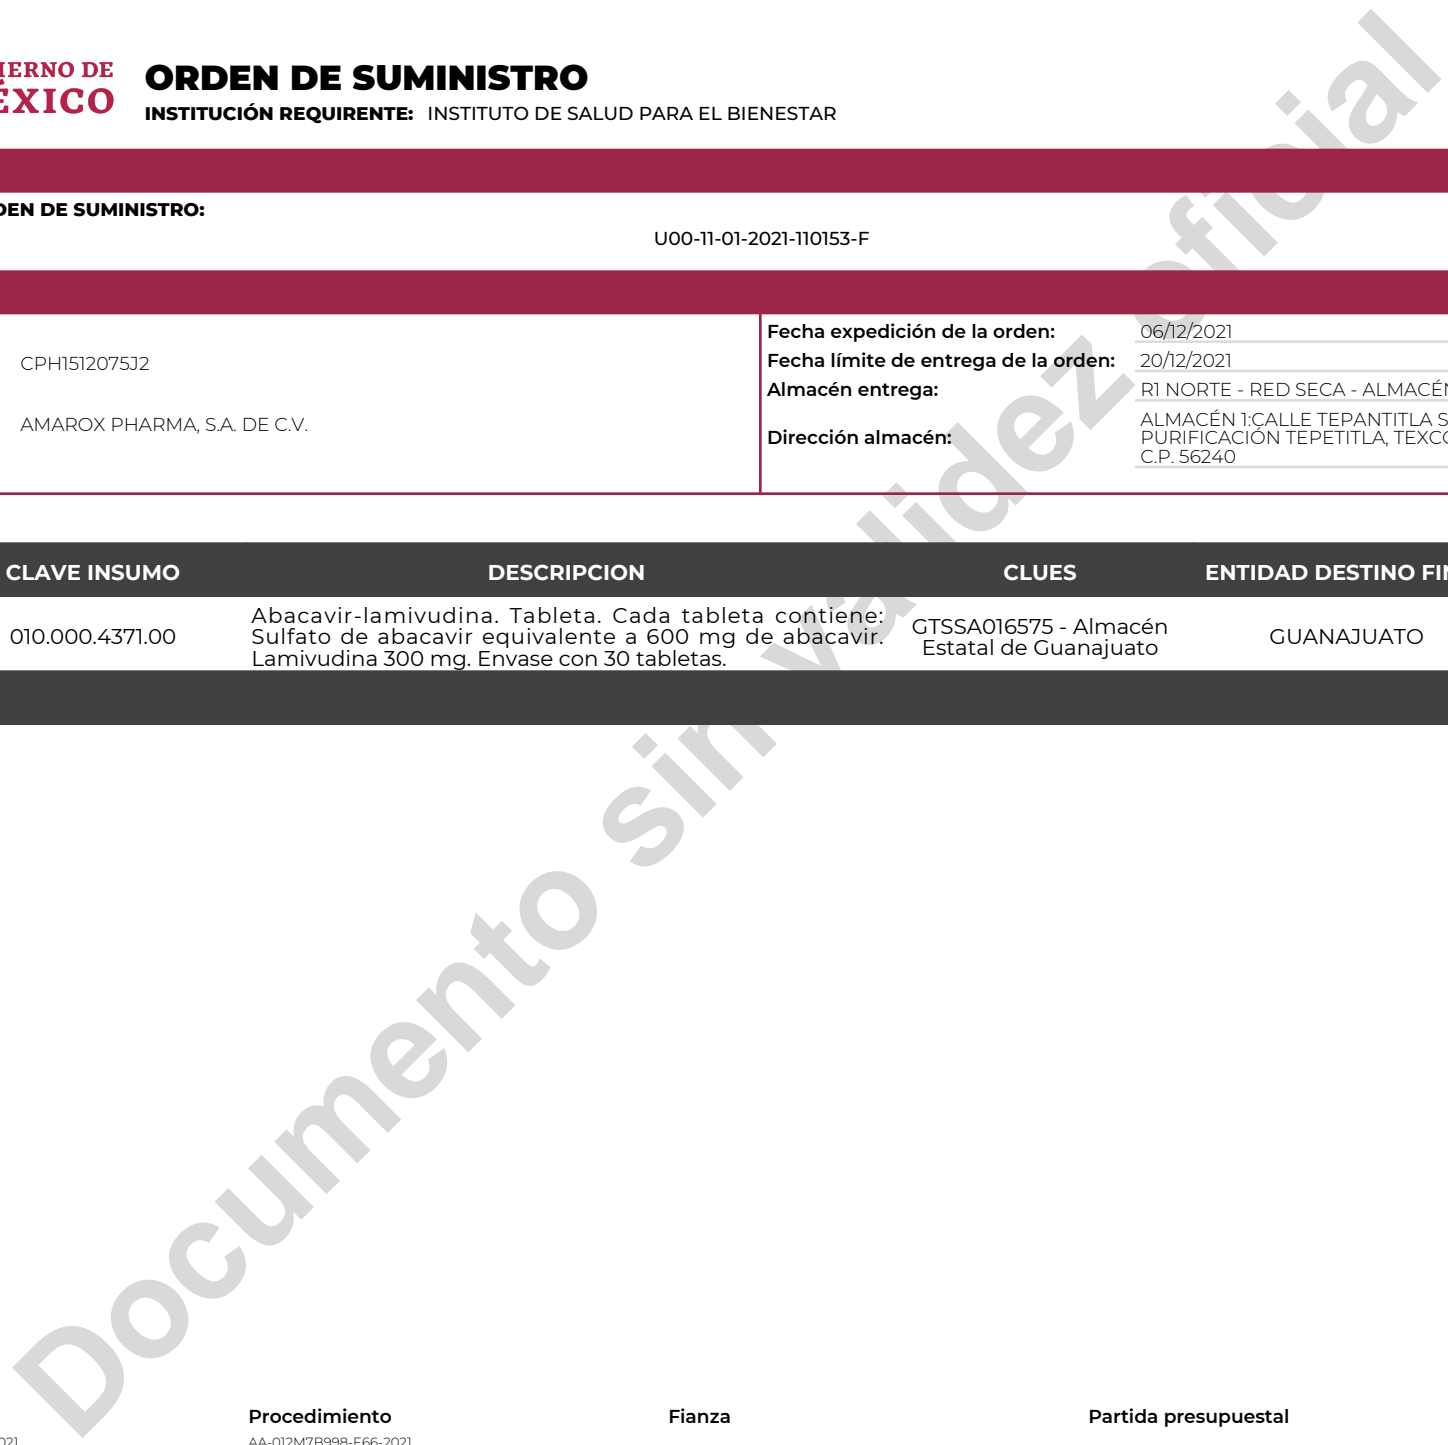 IERNO DE
ÉXICO
ORDEN DE SUMINISTRO
INSTITUCIÓN REQUIRENTE: INSTITUTO DE SALUD PARA EL BIENESTAR
DEN DE SUMINISTRO:
U00-11-01-2021-110153-F
CPH1512075J2
AMAROX PHARMA, S.A. DE C.V.
Fecha expedición de la orden: 06/12/2021
Fecha límite de entrega de la orden: 20/12/2021
Almacén entrega: R1 NORTE - RED SECA - ALMACÉN
Dirección almacén: ALMACÉN 1:CALLE TEPANTITLA S
PURIFICACIÓN TEPETITLA, TEXCO
C.P. 56240
CLAVE INSUMO DESCRIPCION CLUES ENTIDAD DESTINO FIN
010.000.4371.00
Abacavir-lamivudina. Tableta. Cada tableta contiene:
Sulfato de abacavir equivalente a 600 mg de abacavir.
Lamivudina 300 mg. Envase con 30 tabletas.
GTSSA016575 - Almacén
Estatal de Guanajuato
GUANAJUATO
Documento sin validez oficial
Procedimiento Fianza Partida presupuestal
021 AA-012M7B998-E66-2021